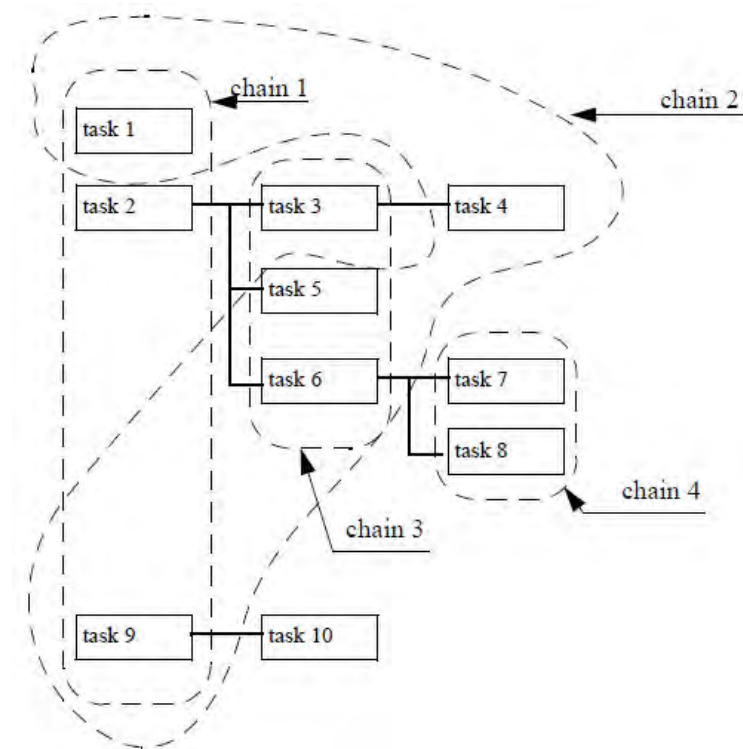 chain 1
chain 2
task 1
task 2
task 3
task 4
task 5
task 6
task 7
task 8
chain 4
chain 3
task 9
task 10